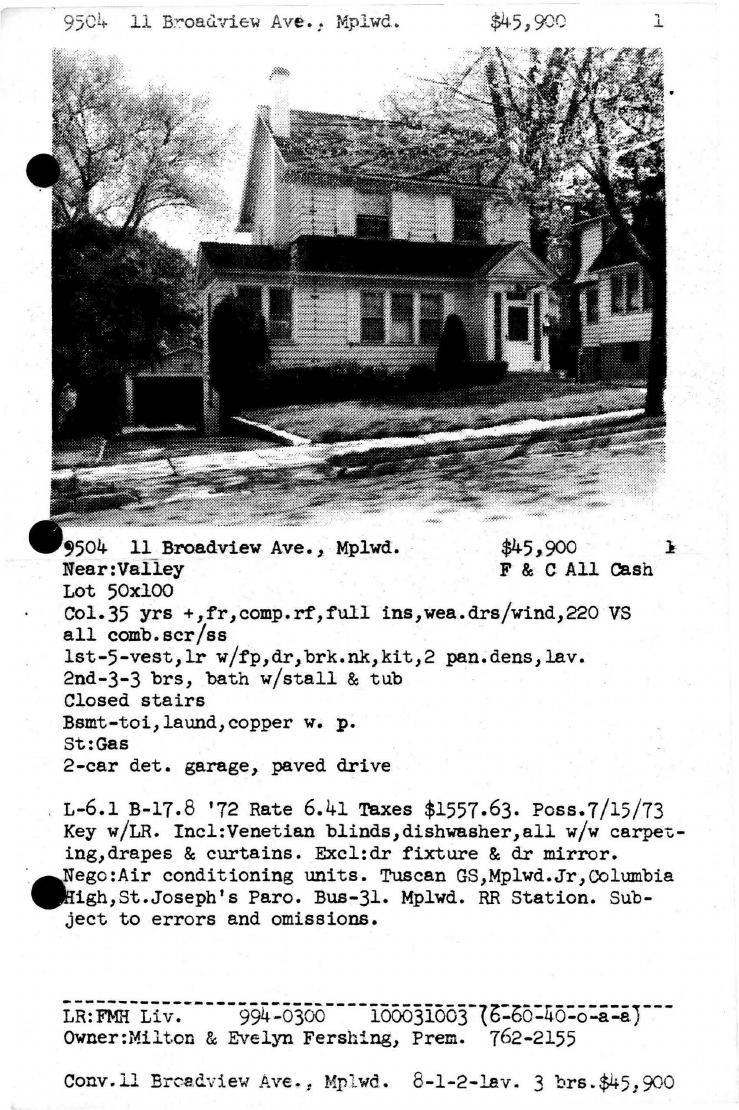 9504 11 Broadview Ave., Mplwd. $45,900 1
9504 11 Broadview Ave., Mplwd. $45,900 1
Near:Valley F & C All Cash
Lot 50x100
Col.35 yrs +,fr,comp.rf,full ins,wea.drs/wind,220 VS
all comb.scr/ss
1st-5-vest,lr w/fp,dr,brk.nk,kit,2 pan.dens,lav.
2nd-3-3 brs, bath w/stall & tub
Closed stairs
Bsmt-toi,laund,copper w. p.
St:Gas
2-car det. garage, paved drive
L-6.1 B-17.8 '72 Rate 6.41 Taxes $1557.63. Poss.7/15/73
Key w/LR. Incl:Venetian blinds,dishwasher,all w/w carpet-
ing,drapes & curtains. Excl:dr fixture & dr mirror.
Nego:Air conditioning units. Tuscan GS,Mplwd.Jr,Columbia
High,St.Joseph's Paro. Bus-31. Mplwd. RR Station. Sub-
ject to errors and omissions.
LR:FMH Liv. 994-0300 100031003 (6-60-40-o-a-a)
Owner:Milton & Evelyn Fershing, Prem. 762-2155
Conv.11 Broadview Ave., Mplwd. 8-1-2-lav. 3 brs.$45,900